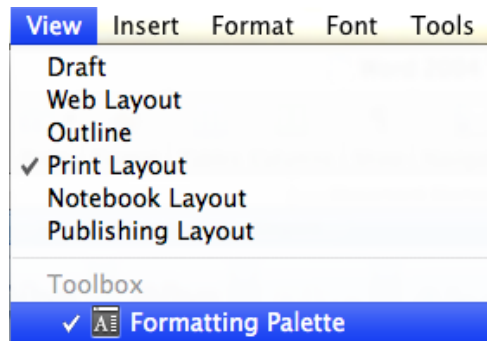 View Insert Format Font Tools
Draft
Web Layout
Outline
✓ Print Layout
Notebook Layout
Publishing Layout
Toolbox
✓ Formatting Palette